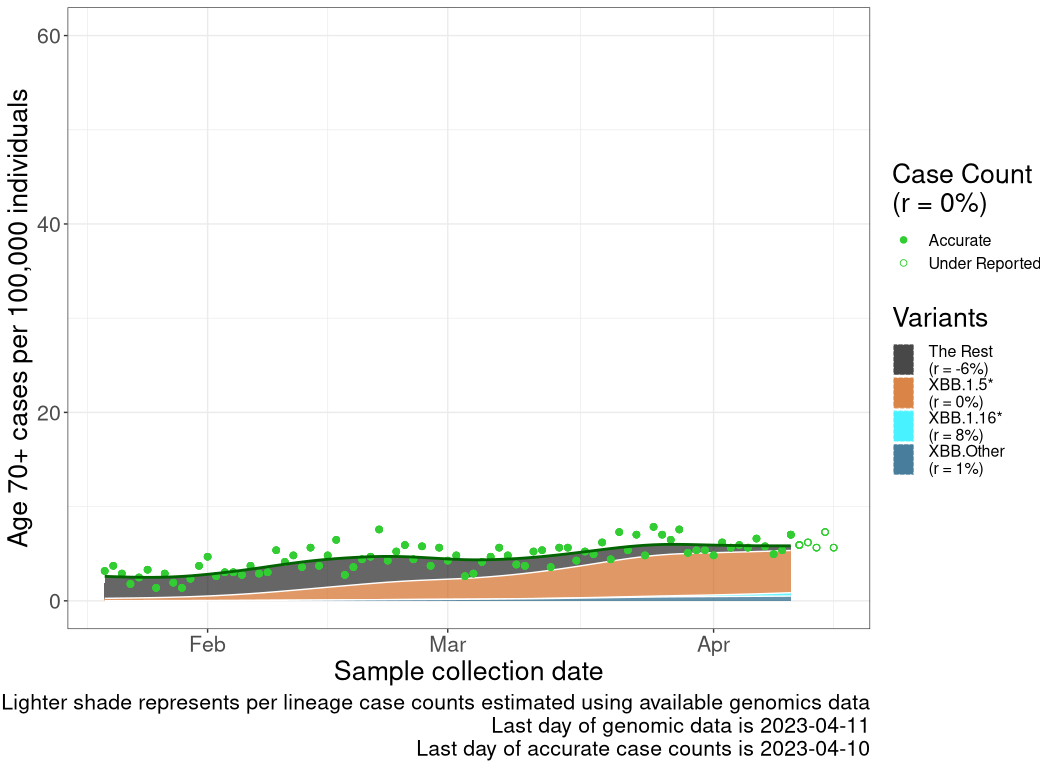 60
40
20
0
Age 70+ cases per 100,000 individuals
Feb
Mar
Apr
Sample collection date
Case Count
(r = 0%)
Accurate
Under Reported
Variants
The Rest
(r = -6%)
XBB.1.5*
(r = 0%)
XBB.1.16*
(r = 8%)
XBB.Other
(r = 1%)
Lighter shade represents per lineage case counts estimated using available genomics data
Last day of genomic data is 2023-04-11
Last day of accurate case counts is 2023-04-10